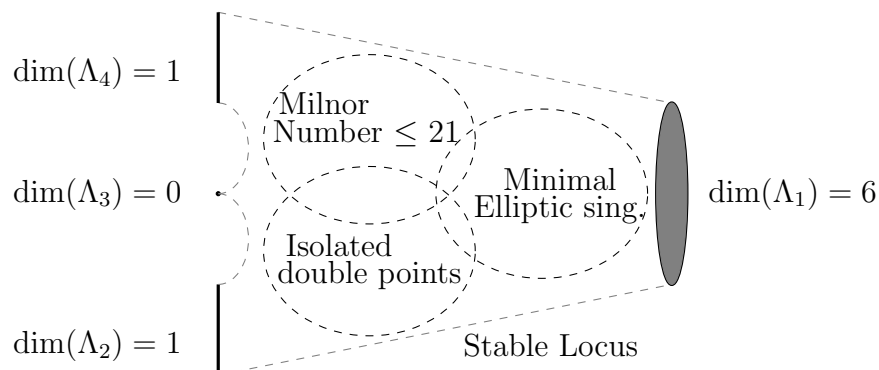 dim(Λ₄) = 1
Milnor
Number ≤ 21
dim(Λ₃) = 0
Minimal
Elliptic sing.
dim(Λ₁) = 6
Isolated
double points
dim(Λ₂) = 1
Stable Locus